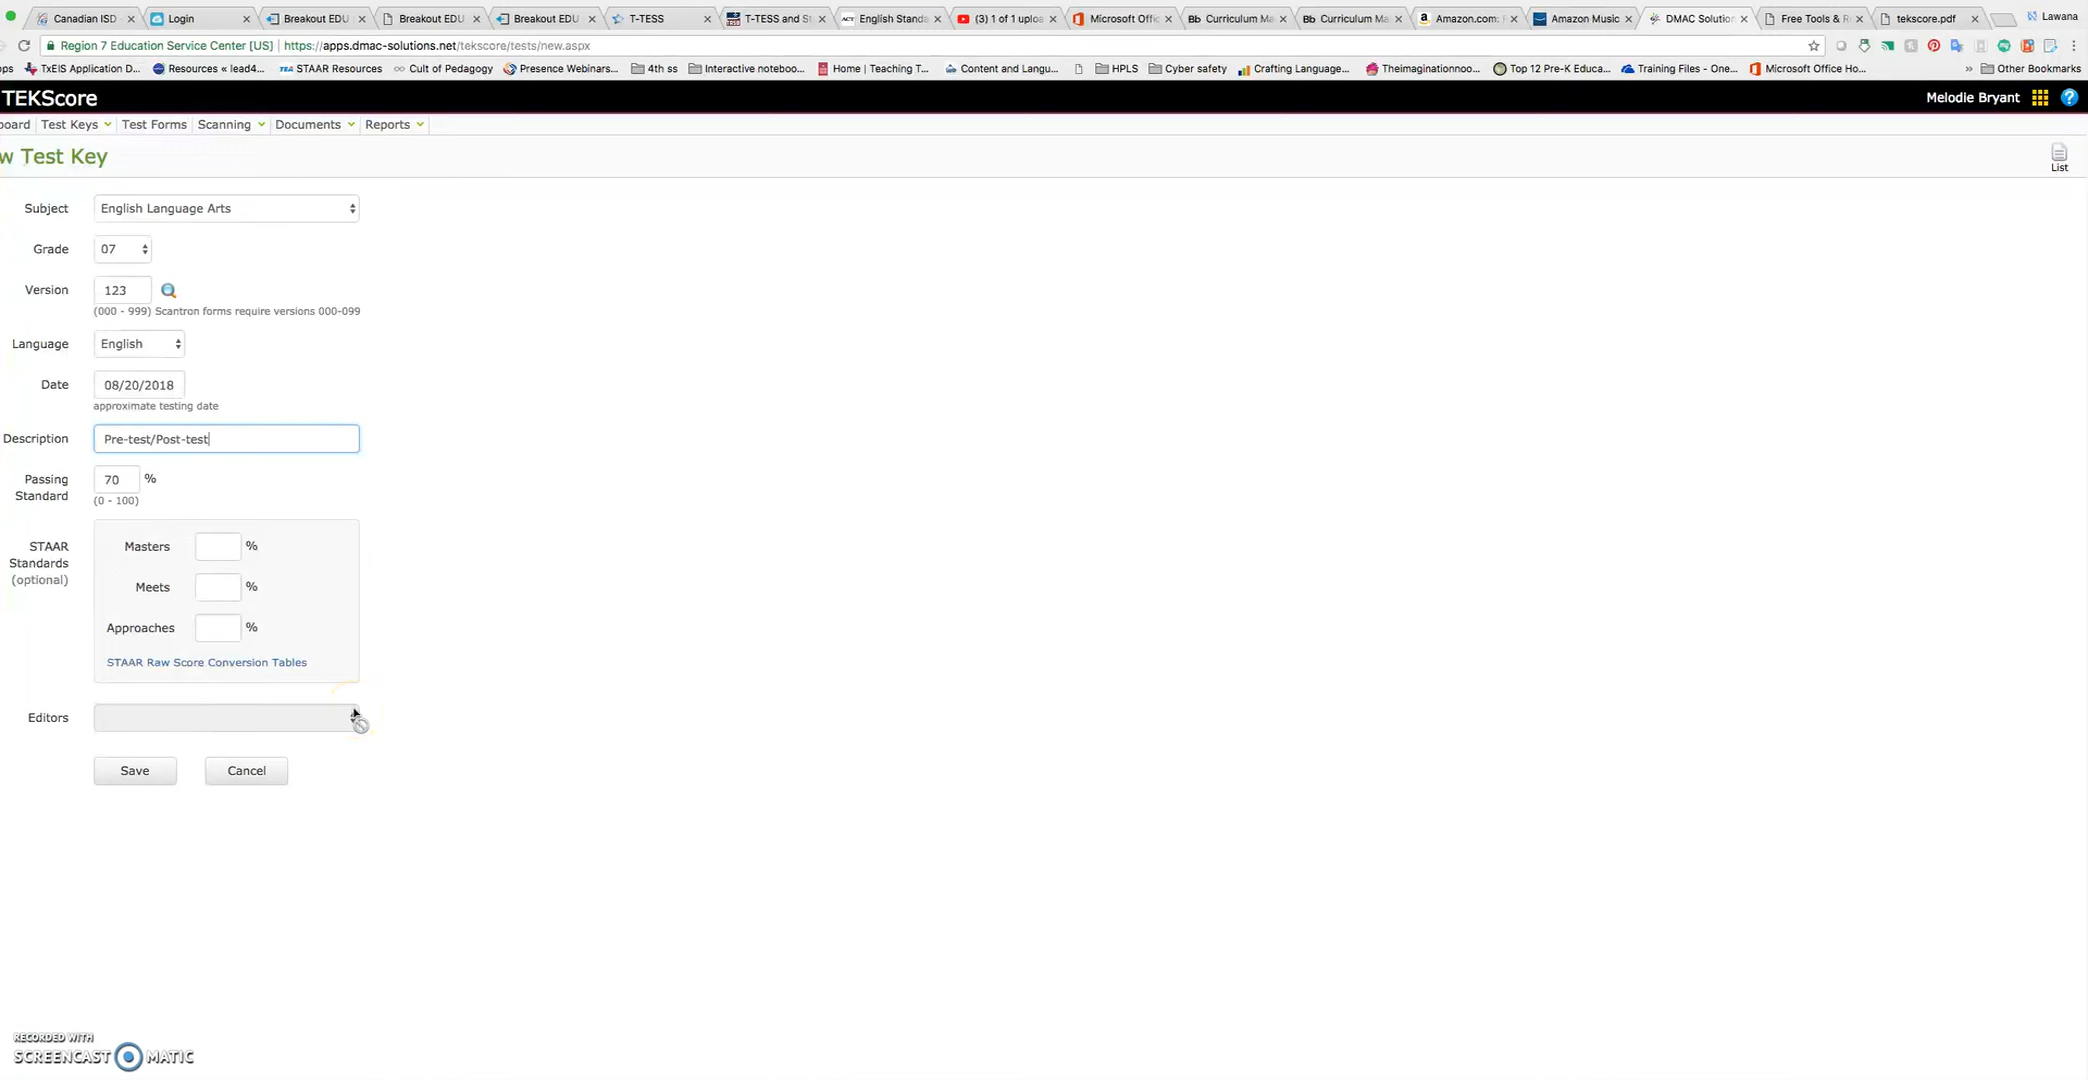 Canadian ISD -
Login
Breakout EDU
Breakout EDU
Breakout EDU
T-TESS
T-TESS and St
English Standa
(3) 1 of 1 uploa
Microsoft Offic
Bb Curriculum Ma
Bb Curriculum Ma
Amazon.com:
Amazon Music
DMAC Solution
Free Tools & R
tekscore.pdf
Lawana
Region 7 Education Service Center [US]
https://apps.dmac-solutions.net/tekscore/tests/new.aspx
ps
TxEIS Application D...
Resources « lead4...
STAAR Resources
Cult of Pedagogy
Presence Webinars...
4th ss
Interactive noteboo...
Home | Teaching T...
Content and Langu...
HPLS
Cyber safety
Crafting Language...
Theimaginationnoo...
Top 12 Pre-K Educa...
Training Files - One...
Microsoft Office Ho...
»
Other Bookmarks
TEKScore
Melodie Bryant
board
Test Keys
Test Forms
Scanning
Documents
Reports
w Test Key
List
Subject
English Language Arts
Grade
07
Version
123
(000 - 999) Scantron forms require versions 000-099
Language
English
Date
08/20/2018
approximate testing date
Description
Pre-test/Post-test
Passing
Standard
70 %
(0 - 100)
STAAR
Standards
(optional)
Masters %
Meets %
Approaches %
STAAR Raw Score Conversion Tables
Editors
Save
Cancel
RECORDED WITH
SCREENCAST MATIC